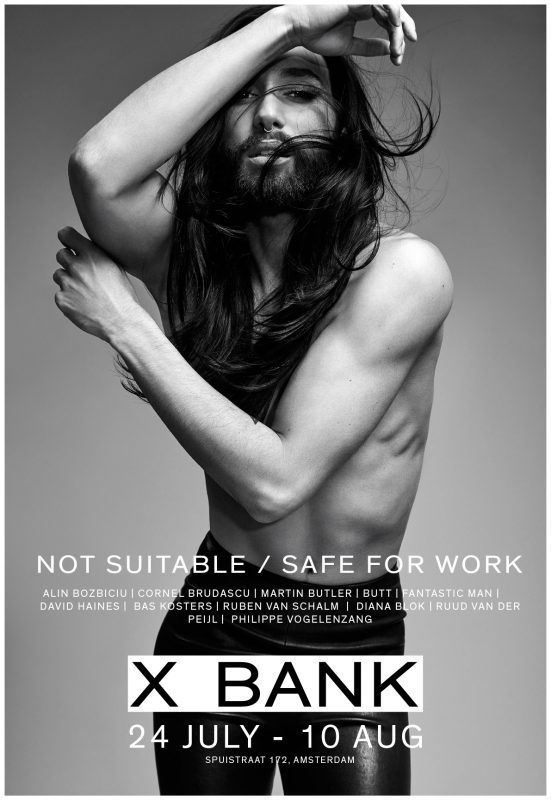 NOT SUITABLE / SAFE FOR WORK
ALIN BOZBICIU | CORNEL BRUDASCU | MARTIN BUTLER | BUTT | FANTASTIC MAN |
DAVID HAINES | BAS KOSTERS | RUBEN VAN SCHALM | DIANA BLOK | RUUD VAN DER
PEIJL | PHILIPPE VOGELENZANG
X BANK
24 JULY - 10 AUG
SPUISTRAAT 172, AMSTERDAM